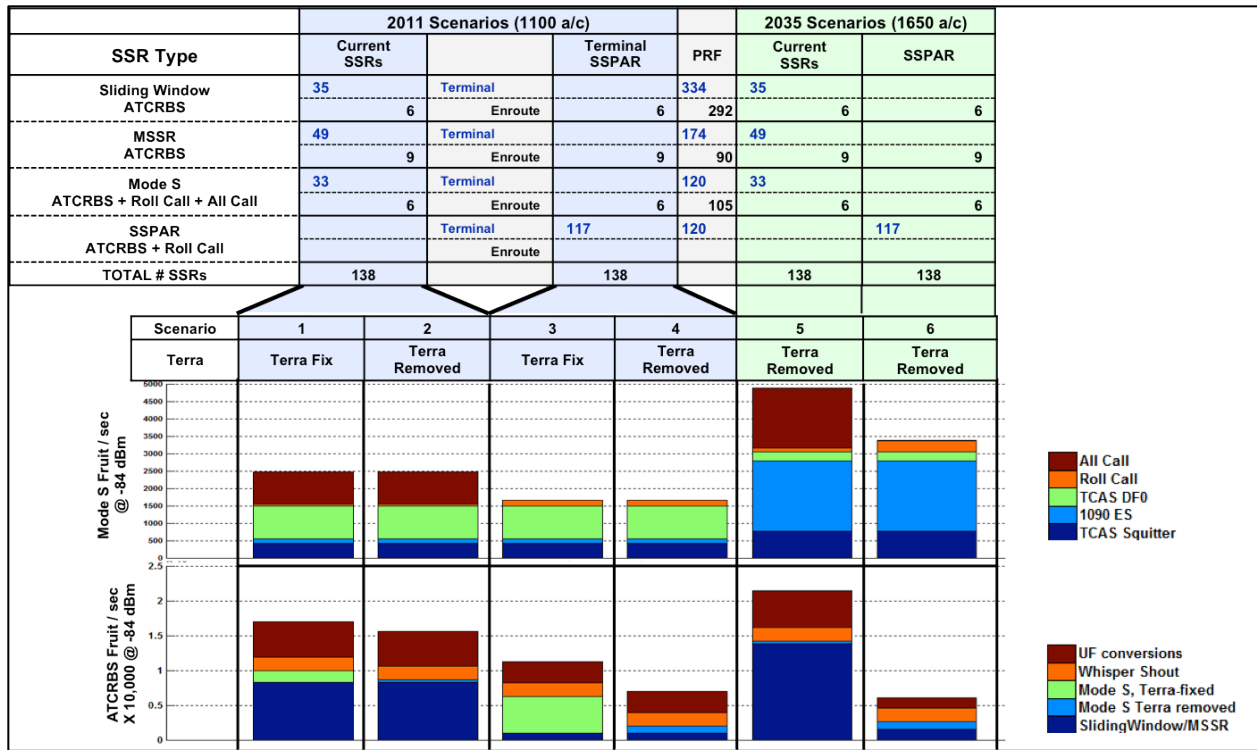 2011 Scenarios (1100 a/c) 2035 Scenarios (1650 a/c)
SSR Type Current SSRs Terminal SSPAR PRF Current SSRs SSPAR
Sliding Window 35 Terminal 334 35
ATCRBS 6 Enroute 6 292 6 6
MSSR 49 Terminal 174 49
ATCRBS 9 Enroute 9 90 9 9
Mode S 33 Terminal 120 33
ATCRBS + Roll Call + All Call 6 Enroute 6 105 6 6
SSPAR Terminal 117 120 117
ATCRBS + Roll Call Enroute
TOTAL # SSRs 138 138 138 138
Scenario 1 2 3 4 5 6
Terra Terra Fix Terra Removed Terra Fix Terra Removed Terra Removed Terra Removed
Mode S Fruit / sec
@ -84 dBm
5000
4500
4000
3500
3000
2500
2000
1500
1000
500
0
All Call
Roll Call
TCAS DF0
1090 ES
TCAS Squitter
ATCRBS Fruit / sec
X 10,000 @ -84 dBm
2.5
2
1.5
1
0.5
0
UF conversions
Whisper Shout
Mode S, Terra-fixed
Mode S Terra removed
SlidingWindow/MSSR